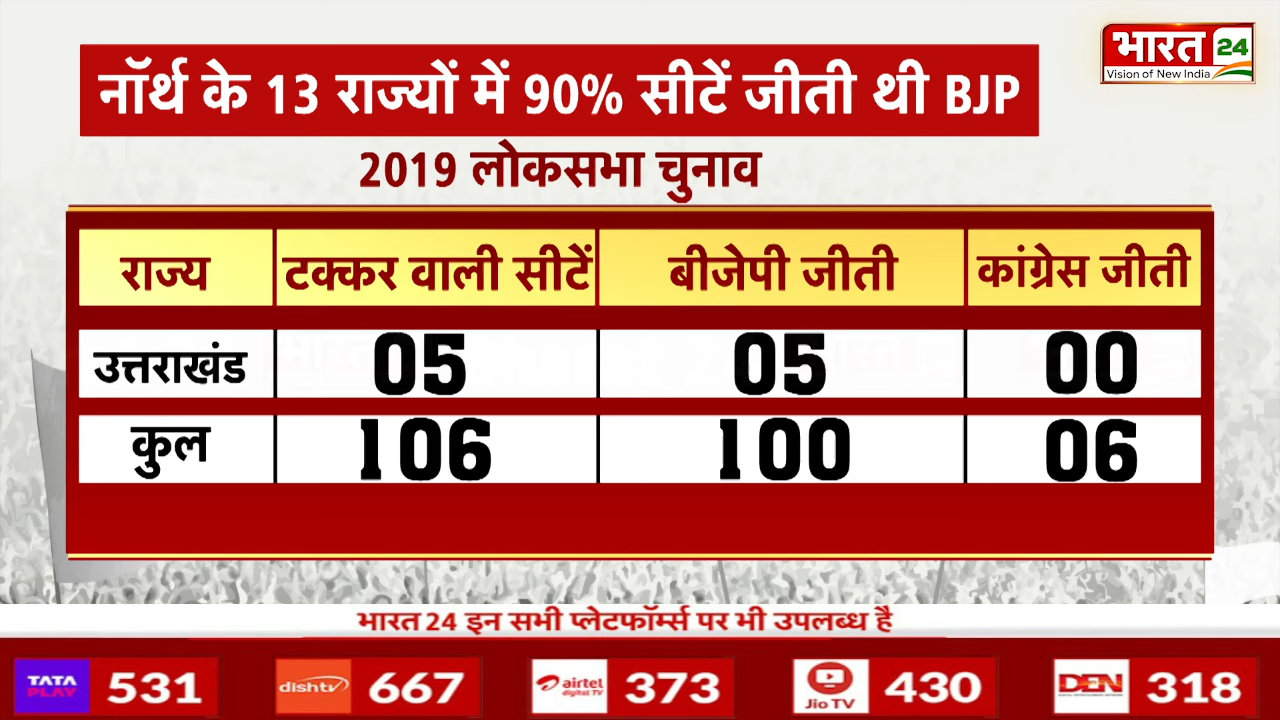 भारत 24
Vision of New India
नॉर्थ के 13 राज्यों में 90% सीटें जीती थी BJP
2019 लोकसभा चुनाव
राज्य टक्कर वाली सीटें बीजेपी जीती कांग्रेस जीती
उत्तराखंड 05 05 00
कुल 106 100 06
भारत 24 इन सभी प्लेटफॉर्म्स पर भी उपलब्ध है
TATA PLAY 531 dishtv 667 airtel digital TV 373 JioTV 430 DEN 318